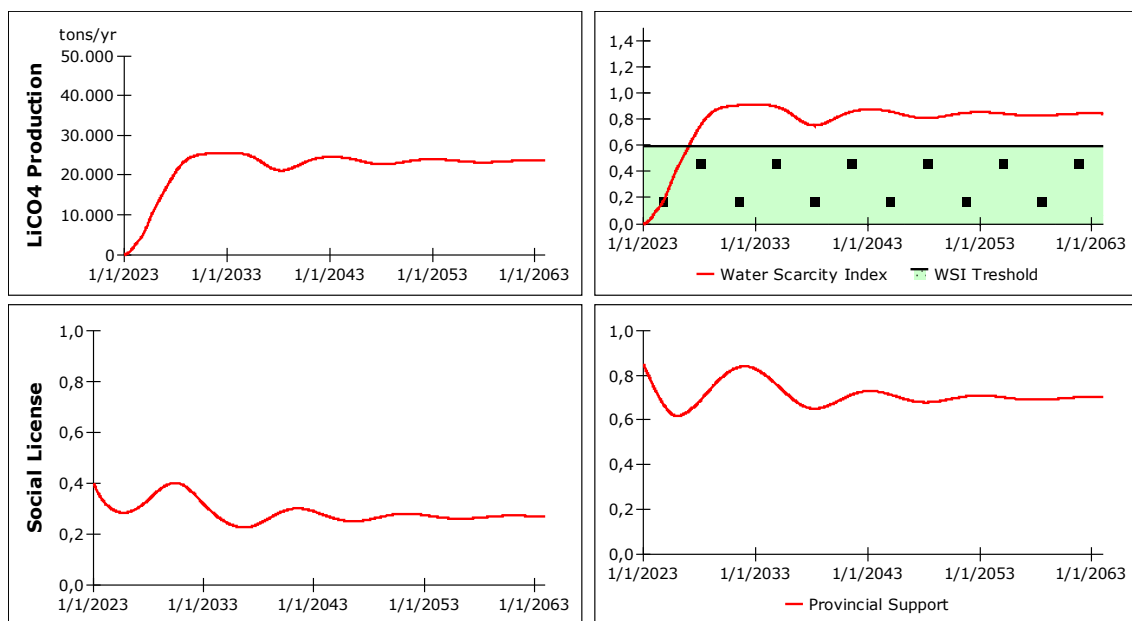 tons/yr
LiCO4 Production
50.000
40.000
30.000
20.000
10.000
0
1/1/2023 1/1/2033 1/1/2043 1/1/2053 1/1/2063
1,4
1,2
1,0
0,8
0,6
0,4
0,2
0,0
1/1/2023 1/1/2033 1/1/2043 1/1/2053 1/1/2063
Water Scarcity Index WSI Treshold
Social License
1,0
0,8
0,6
0,4
0,2
0,0
1/1/2023 1/1/2033 1/1/2043 1/1/2053 1/1/2063
1,0
0,8
0,6
0,4
0,2
0,0
1/1/2023 1/1/2033 1/1/2043 1/1/2053 1/1/2063
Provincial Support